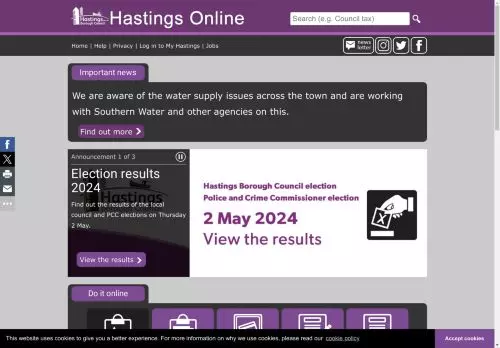 Hastings
Borough Council
Hastings Online
Search (e.g. Council tax)
Home | Help | Privacy | Log in to My Hastings | Jobs
news
letter
Important news
We are aware of the water supply issues across the town and are working
with Southern Water and other agencies on this.
Find out more
Announcement 1 of 3
Election results
2024
Hastings
Find out the results of the local
council and PCC elections on Thursday
2 May.
View the results
Hastings Borough Council election
Police and Crime Commissioner election
2 May 2024
View the results
Do it online
This website uses cookies to give you a better experience. For more information on why we use cookies, please read our cookie policy
Accept cookies